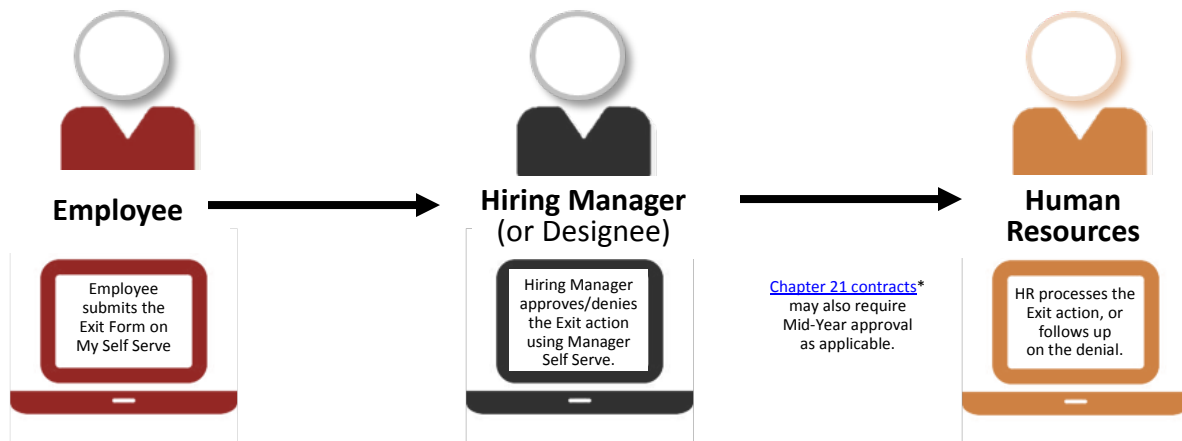 Employee
Hiring Manager
(or Designee)
Human
Resources
Employee
submits the
Exit Form on
My Self Serve
Hiring Manager
approves/denies
the Exit action
using Manager
Self Serve.
Chapter 21 contracts*
may also require
Mid-Year approval
as applicable.
HR processes the
Exit action, or
follows up
on the denial.